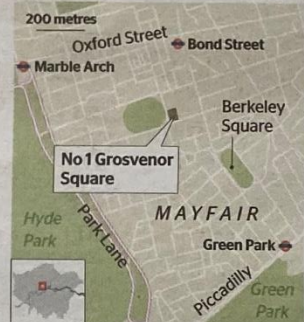 200 metres
Oxford Street
Bond Street
Marble Arch
Berkeley
Square
No 1 Grosvenor
Square
MAYFAIR
Hyde
Park
Park Lane
Green Park
Piccadilly
Green
Park